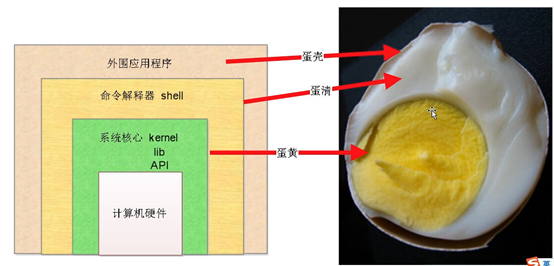 外围应用程序
蛋壳
命令解释器 shell
蛋清
系统核心 kernel
lib
API
蛋黄
计算机硬件
英